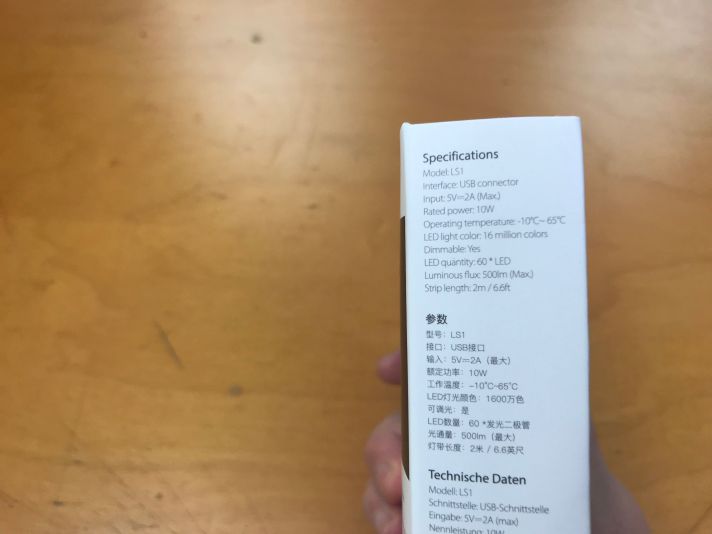 Specifications
Model: LS1
Interface: USB connector
Input: 5V⎓2A (Max.)
Rated power: 10W
Operating temperature: -10℃~ 65℃
LED light color: 16 million colors
Dimmable: Yes
LED quantity: 60 * LED
Luminous flux: 500lm (Max.)
Strip length: 2m / 6.6ft
参数
型号：LS1
接口：USB接口
输入：5V⎓2A（最大）
额定功率：10W
工作温度：-10℃~65℃
LED灯光颜色：1600万色
可调光：是
LED数量：60 *发光二极管
光通量：500lm（最大）
灯带长度：2米 / 6.6英尺
Technische Daten
Modell: LS1
Schnittstelle: USB-Schnittstelle
Eingabe: 5V⎓2A (max)
Nennleistung: 10W